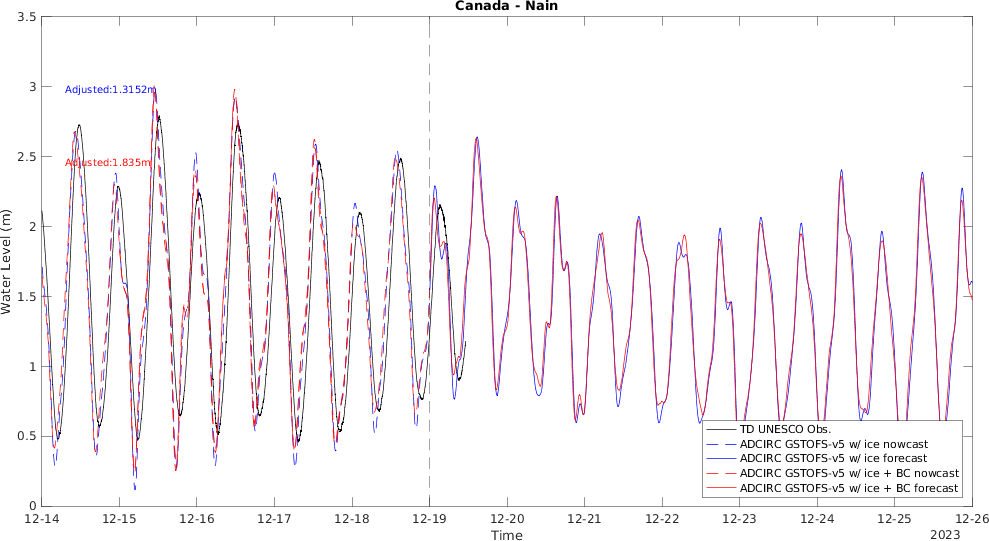 Canada - Nain
3.5
3
2.5
2
1.5
1
0.5
0
Water Level (m)
Adjusted:1.3152m
Adjusted:1.835m
TD UNESCO Obs.
ADCIRC GSTOFS-v5 w/ ice nowcast
ADCIRC GSTOFS-v5 w/ ice forecast
ADCIRC GSTOFS-v5 w/ ice + BC nowcast
ADCIRC GSTOFS-v5 w/ ice + BC forecast
12-14 12-15 12-16 12-17 12-18 12-19 12-20 12-21 12-22 12-23 12-24 12-25 12-26
Time
2023